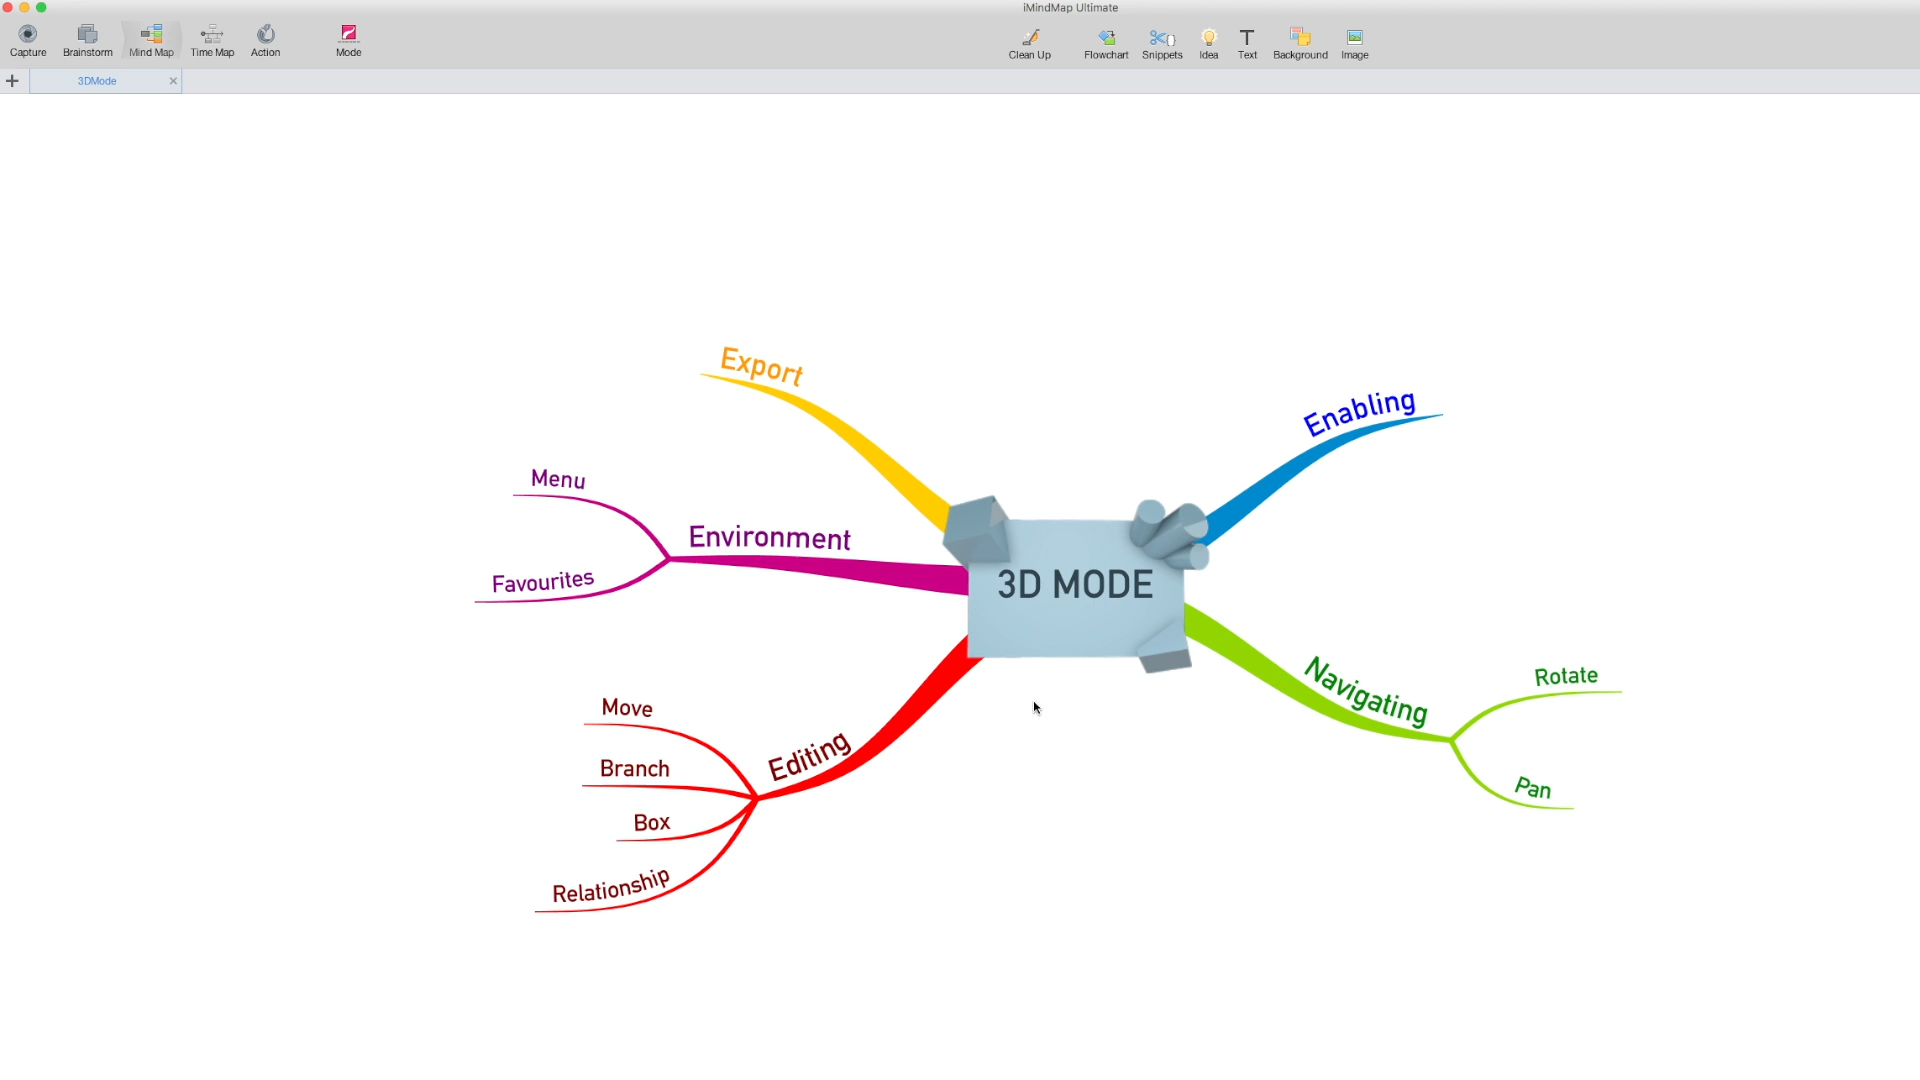 iMindMap Ultimate
Capture
Brainstorm
Mind Map
Time Map
Action
Mode
Clean Up
Flowchart
Snippets
Idea
Text
Background
Image
3DMode
Export
Enabling
Menu
Environment
Favourites
3D MODE
Navigating
Rotate
Pan
Move
Editing
Branch
Box
Relationship